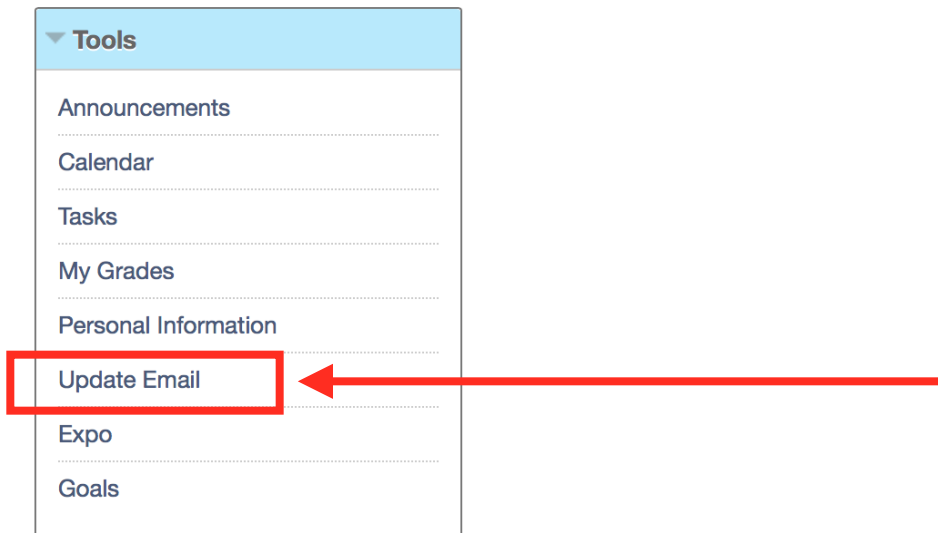 Tools
Announcements
Calendar
Tasks
My Grades
Personal Information
Update Email
Expo
Goals